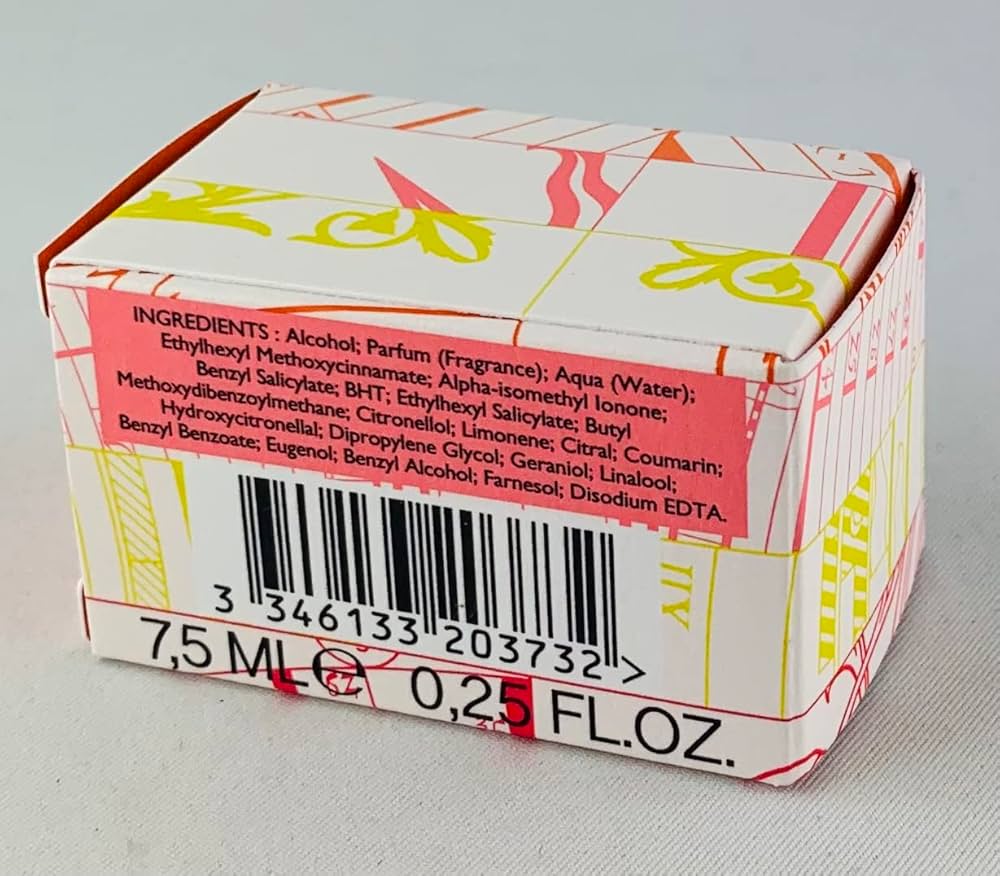 INGREDIENTS : Alcohol; Parfum (Fragrance); Aqua (Water);
Ethylhexyl Methoxycinnamate; Alpha-isomethyl Ionone;
Benzyl Salicylate; BHT; Ethylhexyl Salicylate; Butyl
Methoxydibenzoylmethane; Citronellol; Limonene; Citral; Coumarin;
Hydroxycitronellal; Dipropylene Glycol; Geraniol; Linalool;
Benzyl Benzoate; Eugenol; Benzyl Alcohol; Farnesol; Disodium EDTA.
3 346133 203732 >
7,5 ML e 0,25 FL.OZ.